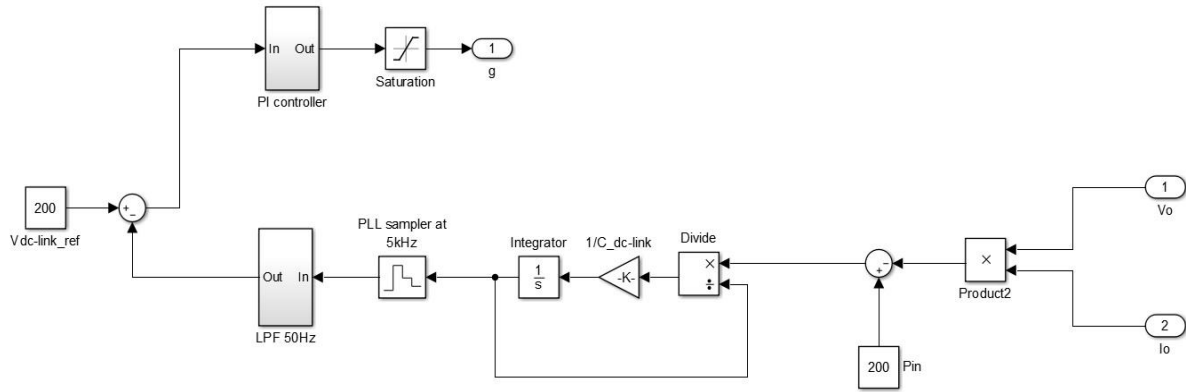 In Out
1
PI controller
Saturation
g
200
+
−
Vdc-link_ref
PLL sampler at
5kHz
Integrator
1/C_dc-link
Divide
1
Vo
Out In
1
s
-K-
×
÷
−
+
×
Product2
LPF 50Hz
200
Pin
2
Io